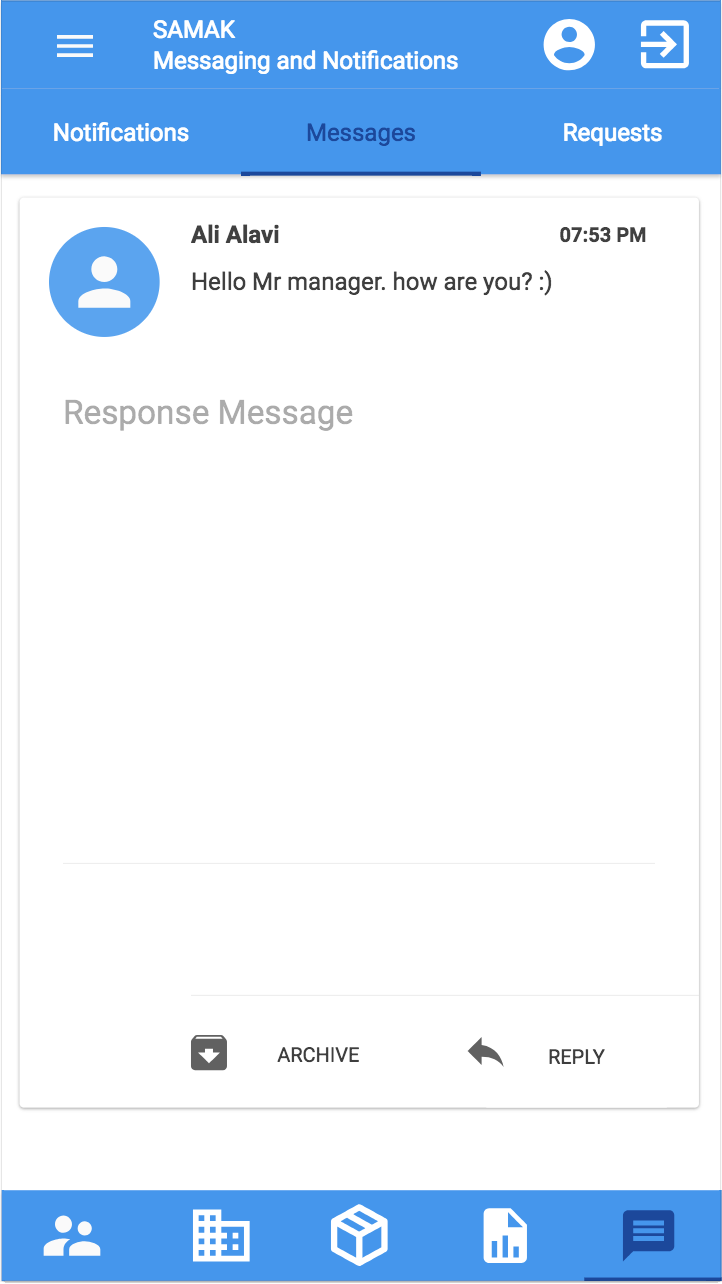 SAMAK
Messaging and Notifications
Notifications
Messages
Requests
Ali Alavi
07:53 PM
Hello Mr manager. how are you? :)
Response Message
ARCHIVE
REPLY